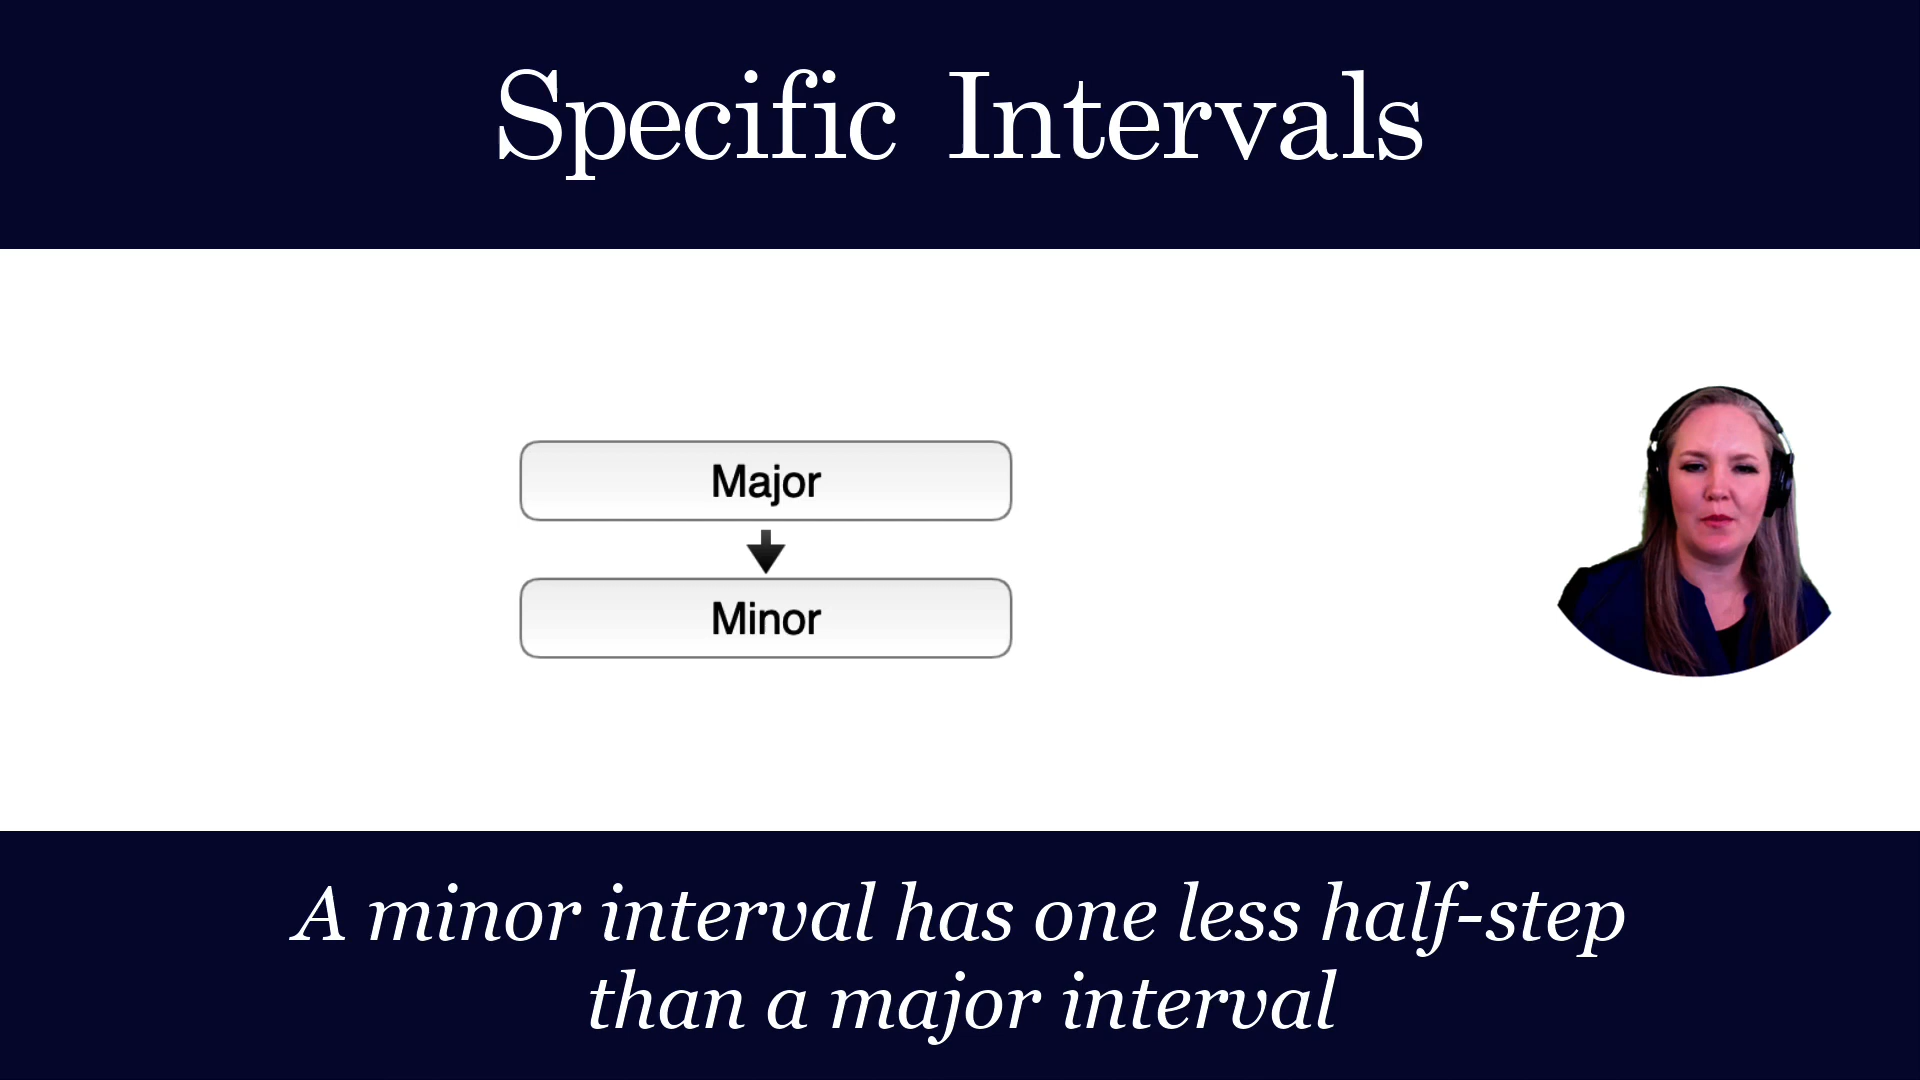 Specific Intervals
Major
Minor
A minor interval has one less half-step
than a major interval